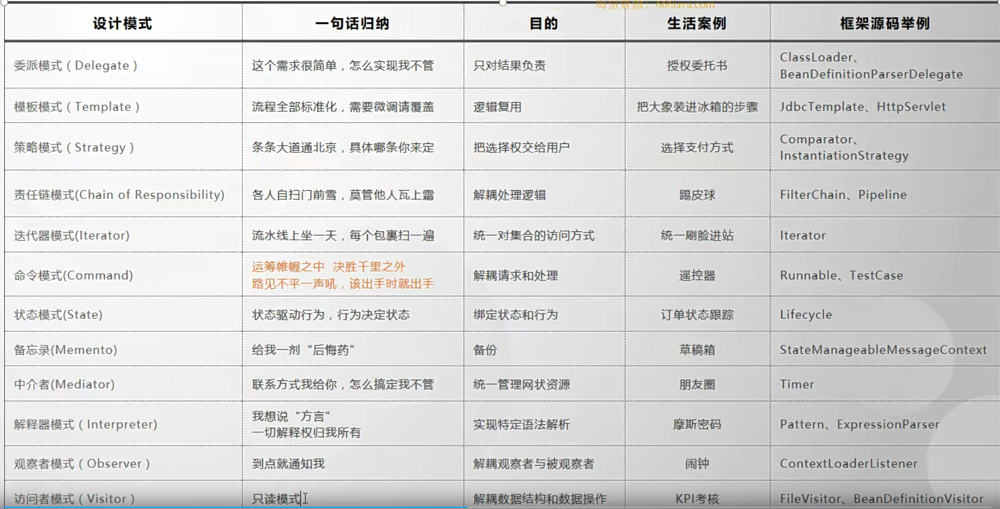 海量资源：666java.com
设计模式 一句话归纳 目的 生活案例 框架源码举例
委派模式（Delegate） 这个需求很简单，怎么实现我不管 只对结果负责 授权委托书 ClassLoader、
BeanDefinitionParserDelegate
模板模式（Template） 流程全部标准化，需要微调请覆盖 逻辑复用 把大象装进冰箱的步骤 JdbcTemplate、HttpServlet
策略模式（Strategy） 条条大道通北京，具体哪条你来定 把选择权交给用户 选择支付方式 Comparator、
InstantiationStrategy
责任链模式(Chain of Responsibility) 各人自扫门前雪，莫管他人瓦上霜 解耦处理逻辑 踢皮球 FilterChain、Pipeline
迭代器模式(Iterator) 流水线上坐一天，每个包裹扫一遍 统一对集合的访问方式 统一刷脸进站 Iterator
命令模式(Command) 运筹帷幄之中 决胜千里之外
路见不平一声吼，该出手时就出手 解耦请求和处理 遥控器 Runnable、TestCase
状态模式(State) 状态驱动行为，行为决定状态 绑定状态和行为 订单状态跟踪 Lifecycle
备忘录(Memento) 给我一剂“后悔药” 备份 草稿箱 StateManageableMessageContext
中介者(Mediator) 联系方式我给你，怎么搞定我不管 统一管理网状资源 朋友圈 Timer
解释器模式（Interpreter) 我想说“方言”
一切解释权归我所有 实现特定语法解析 摩斯密码 Pattern、ExpressionParser
观察者模式（Observer） 到点就通知我 解耦观察者与被观察者 闹钟 ContextLoaderListener
访问者模式（Visitor） 只读模式 解耦数据结构和数据操作 KPI考核 FileVisitor、BeanDefinitionVisitor